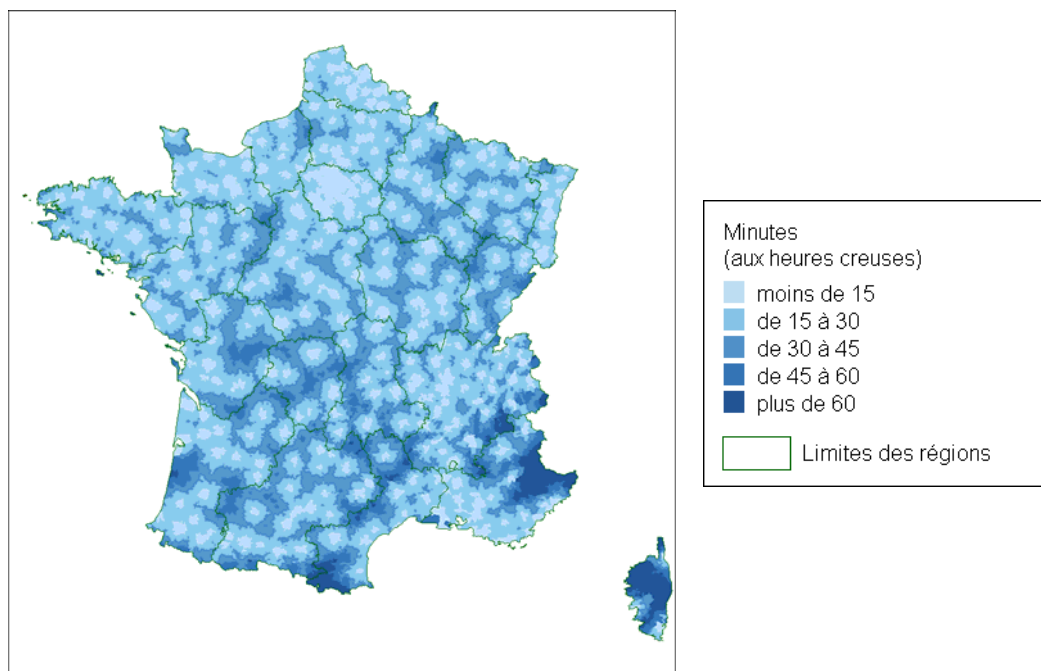 Minutes
(aux heures creuses)
moins de 15
de 15 à 30
de 30 à 45
de 45 à 60
plus de 60
Limites des régions